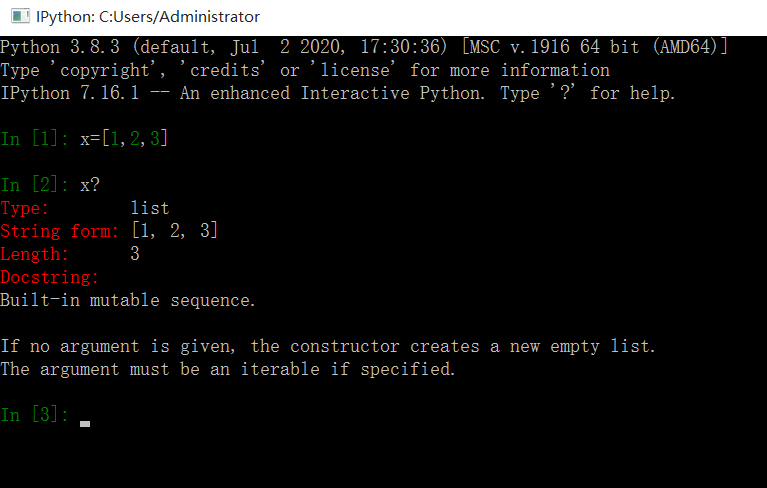 IPython: C:Users/Administrator
Python 3.8.3 (default, Jul  2 2020, 17:30:36) [MSC v.1916 64 bit (AMD64)]
Type 'copyright', 'credits' or 'license' for more information
IPython 7.16.1 -- An enhanced Interactive Python. Type '?' for help.
In [1]: x=[1,2,3]
In [2]: x?
Type:        list
String form: [1, 2, 3]
Length:      3
Docstring:
Built-in mutable sequence.
If no argument is given, the constructor creates a new empty list.
The argument must be an iterable if specified.
In [3]: